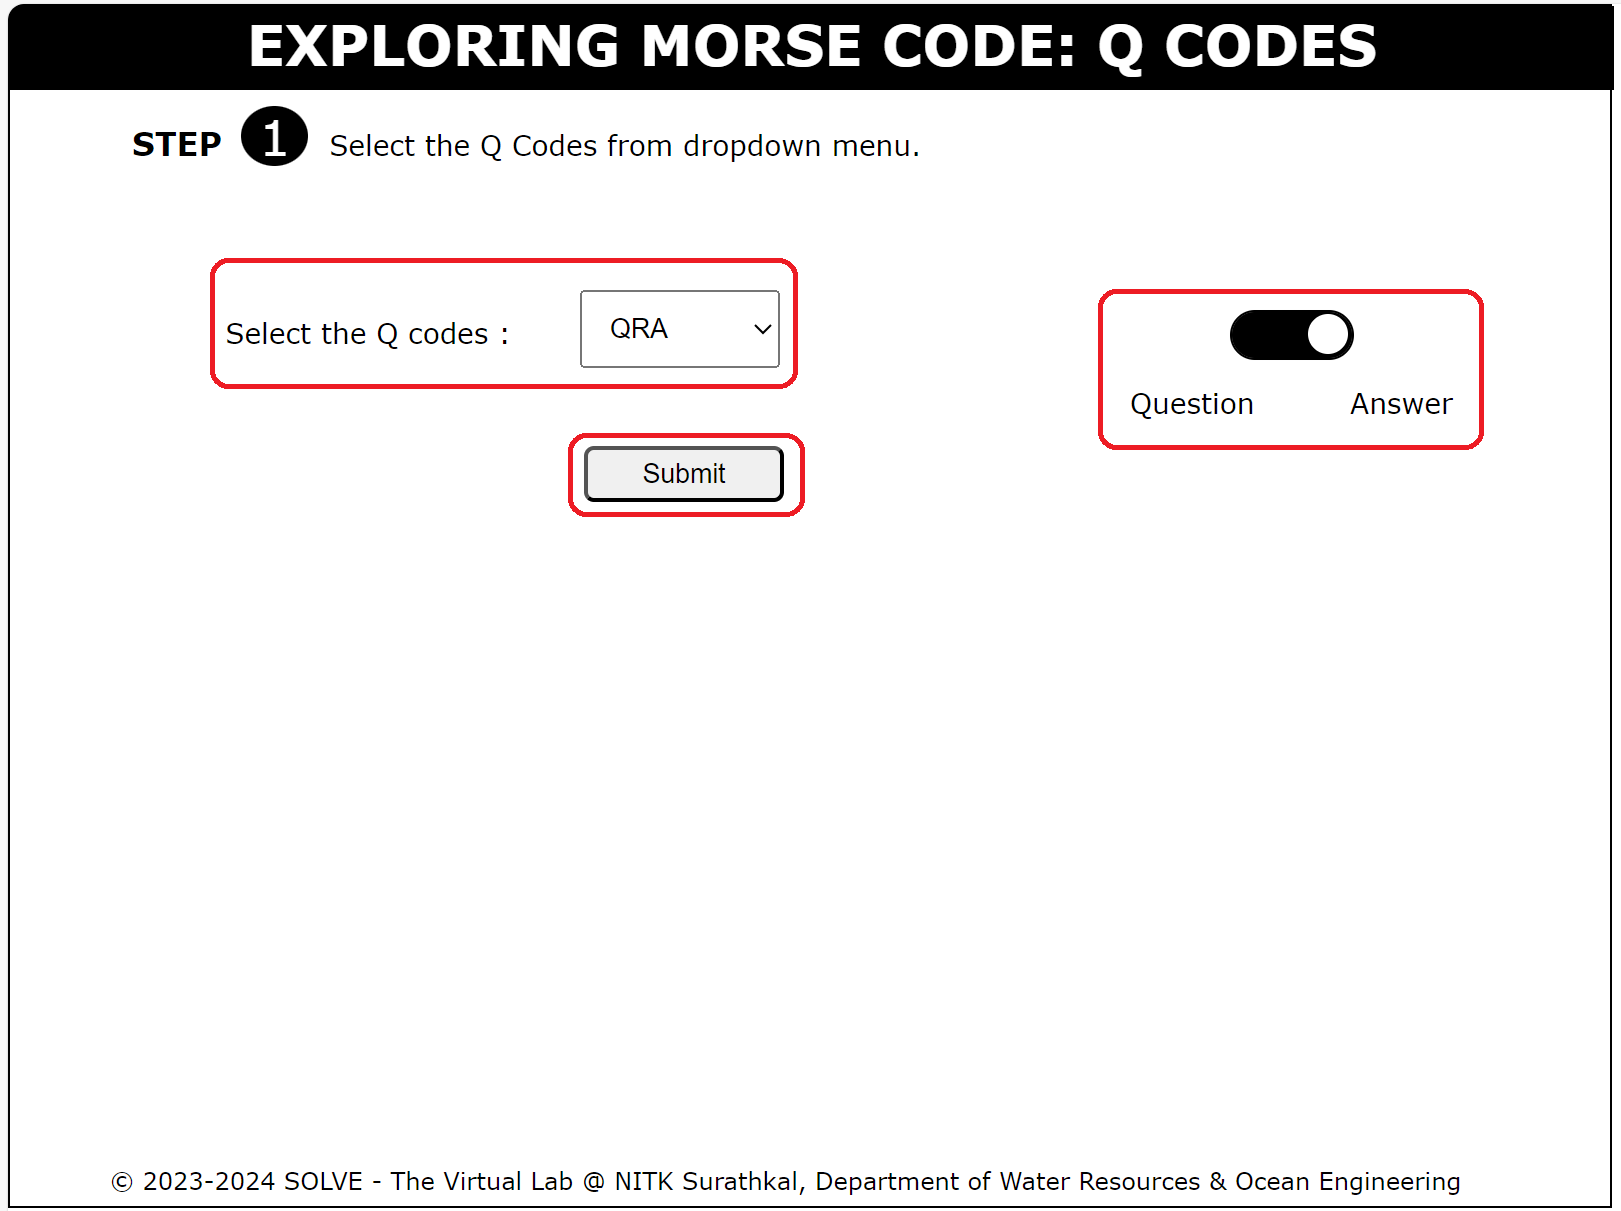 EXPLORING MORSE CODE: Q CODES
STEP 1 Select the Q Codes from dropdown menu.
Select the Q codes : QRA
Question Answer
Submit
© 2023-2024 SOLVE - The Virtual Lab @ NITK Surathkal, Department of Water Resources & Ocean Engineering